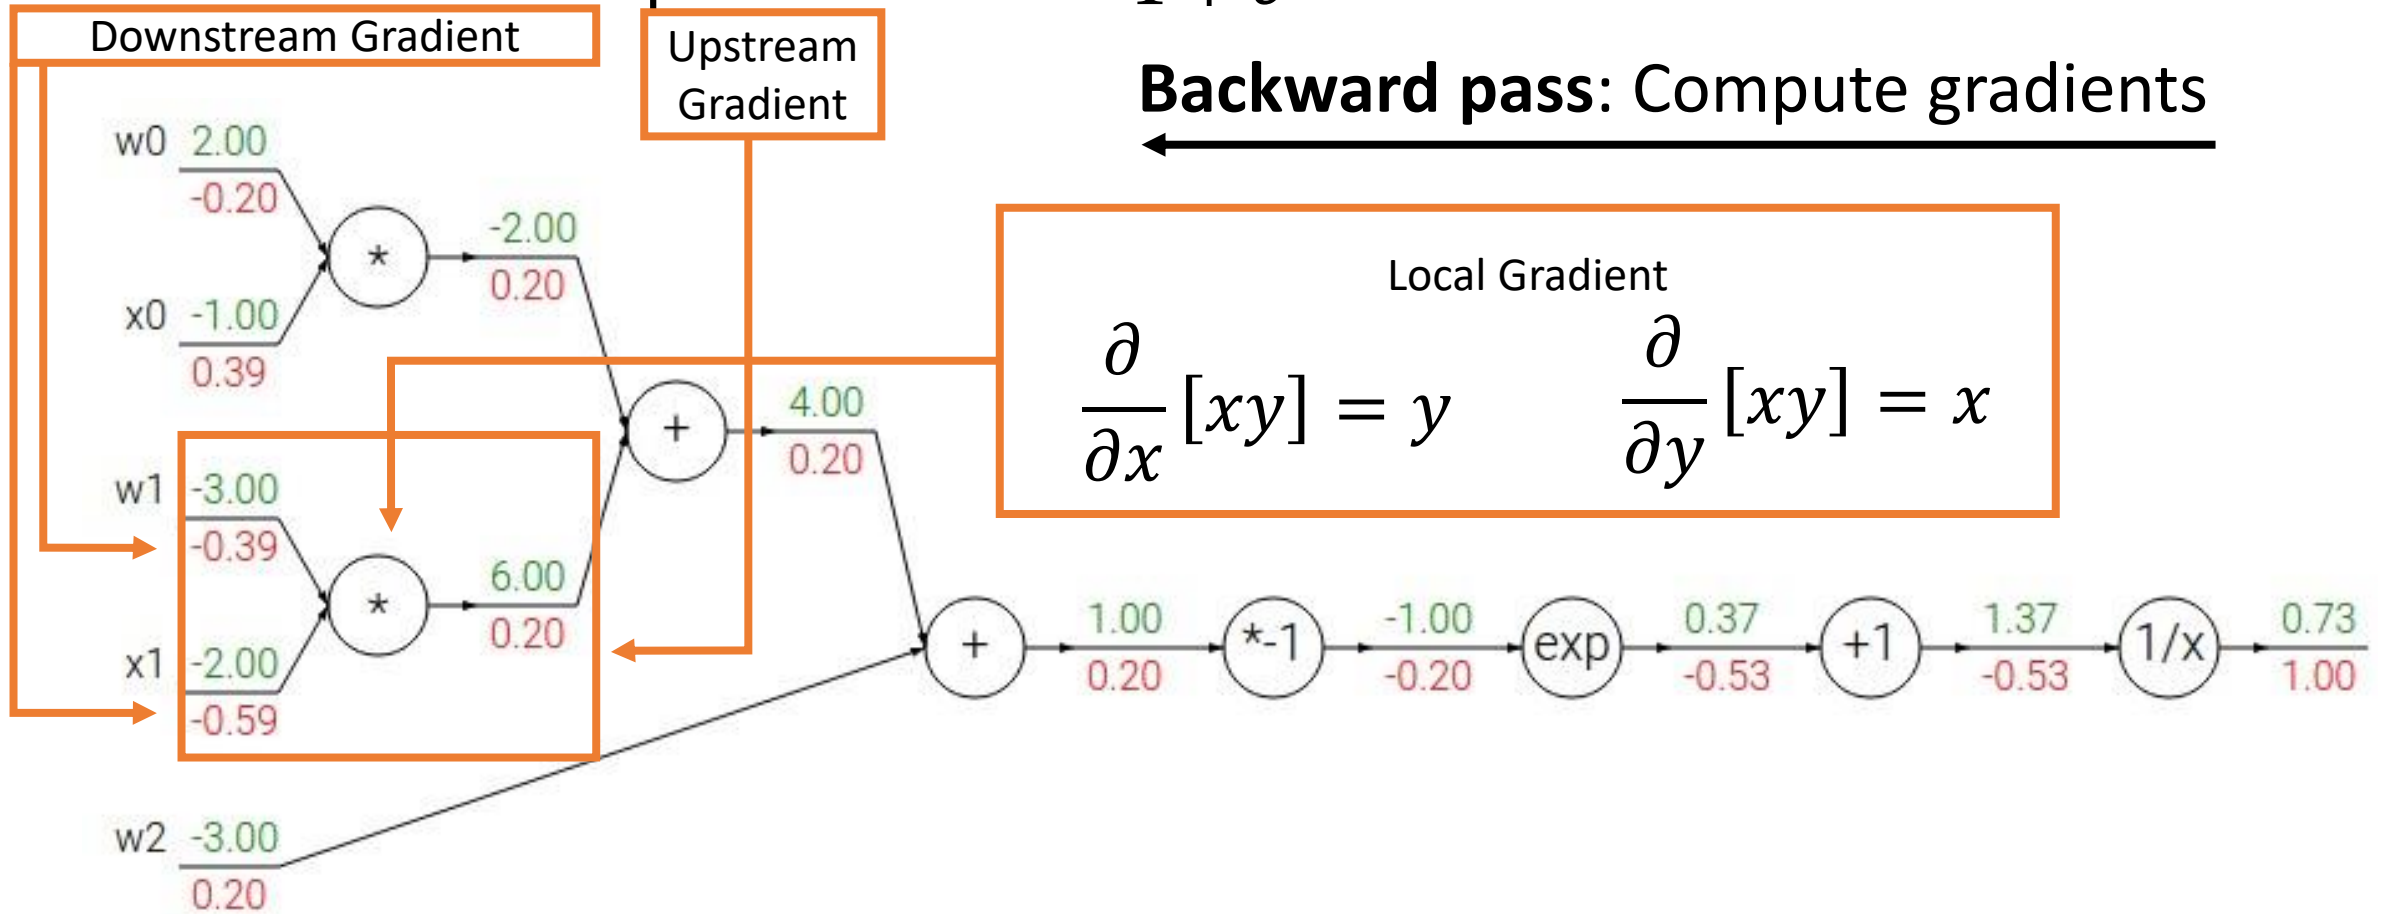 Downstream Gradient
Upstream
Gradient
Backward pass: Compute gradients
w0 2.00
-0.20
*
-2.00
0.20
x0 -1.00
0.39
Local Gradient
∂/∂x [xy] = y
∂/∂y [xy] = x
+
4.00
0.20
w1 -3.00
-0.39
*
6.00
0.20
x1 -2.00
-0.59
+
1.00
0.20
*-1
-1.00
-0.20
exp
0.37
-0.53
+1
1.37
-0.53
1/x
0.73
1.00
w2 -3.00
0.20